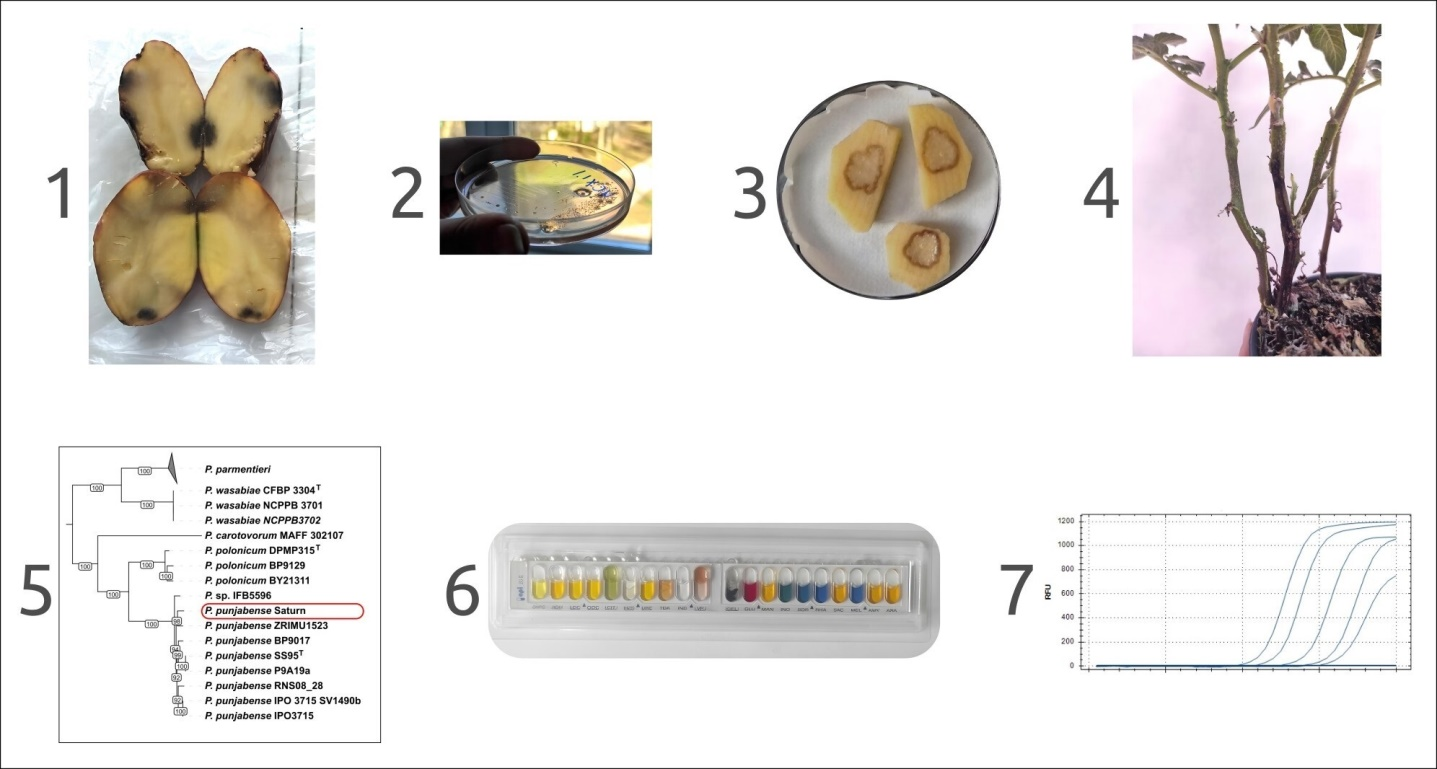 1
2
3
4
5
100
P. parmentieri
100
P. wasabiae CFBP 3304T
100
P. wasabiae NCPPB 3701
P. wasabiae NCPPB3702
P. carotovorum MAFF 302107
100
P. polonicum DPMP315T
100
P. polonicum BP9129
100
P. polonicum BY21311
P. sp. IFB5596
P. punjabense Saturn
100
98
P. punjabense ZRIMU1523
P. punjabense BP9017
P. punjabense SS95T
99
100
P. punjabense P9A19a
92
P. punjabense RNS08_28
92
P. punjabense IPO 3715 SV1490b
100
P. punjabense IPO3715
6
7
RFU
1200
1000
800
600
400
200
0